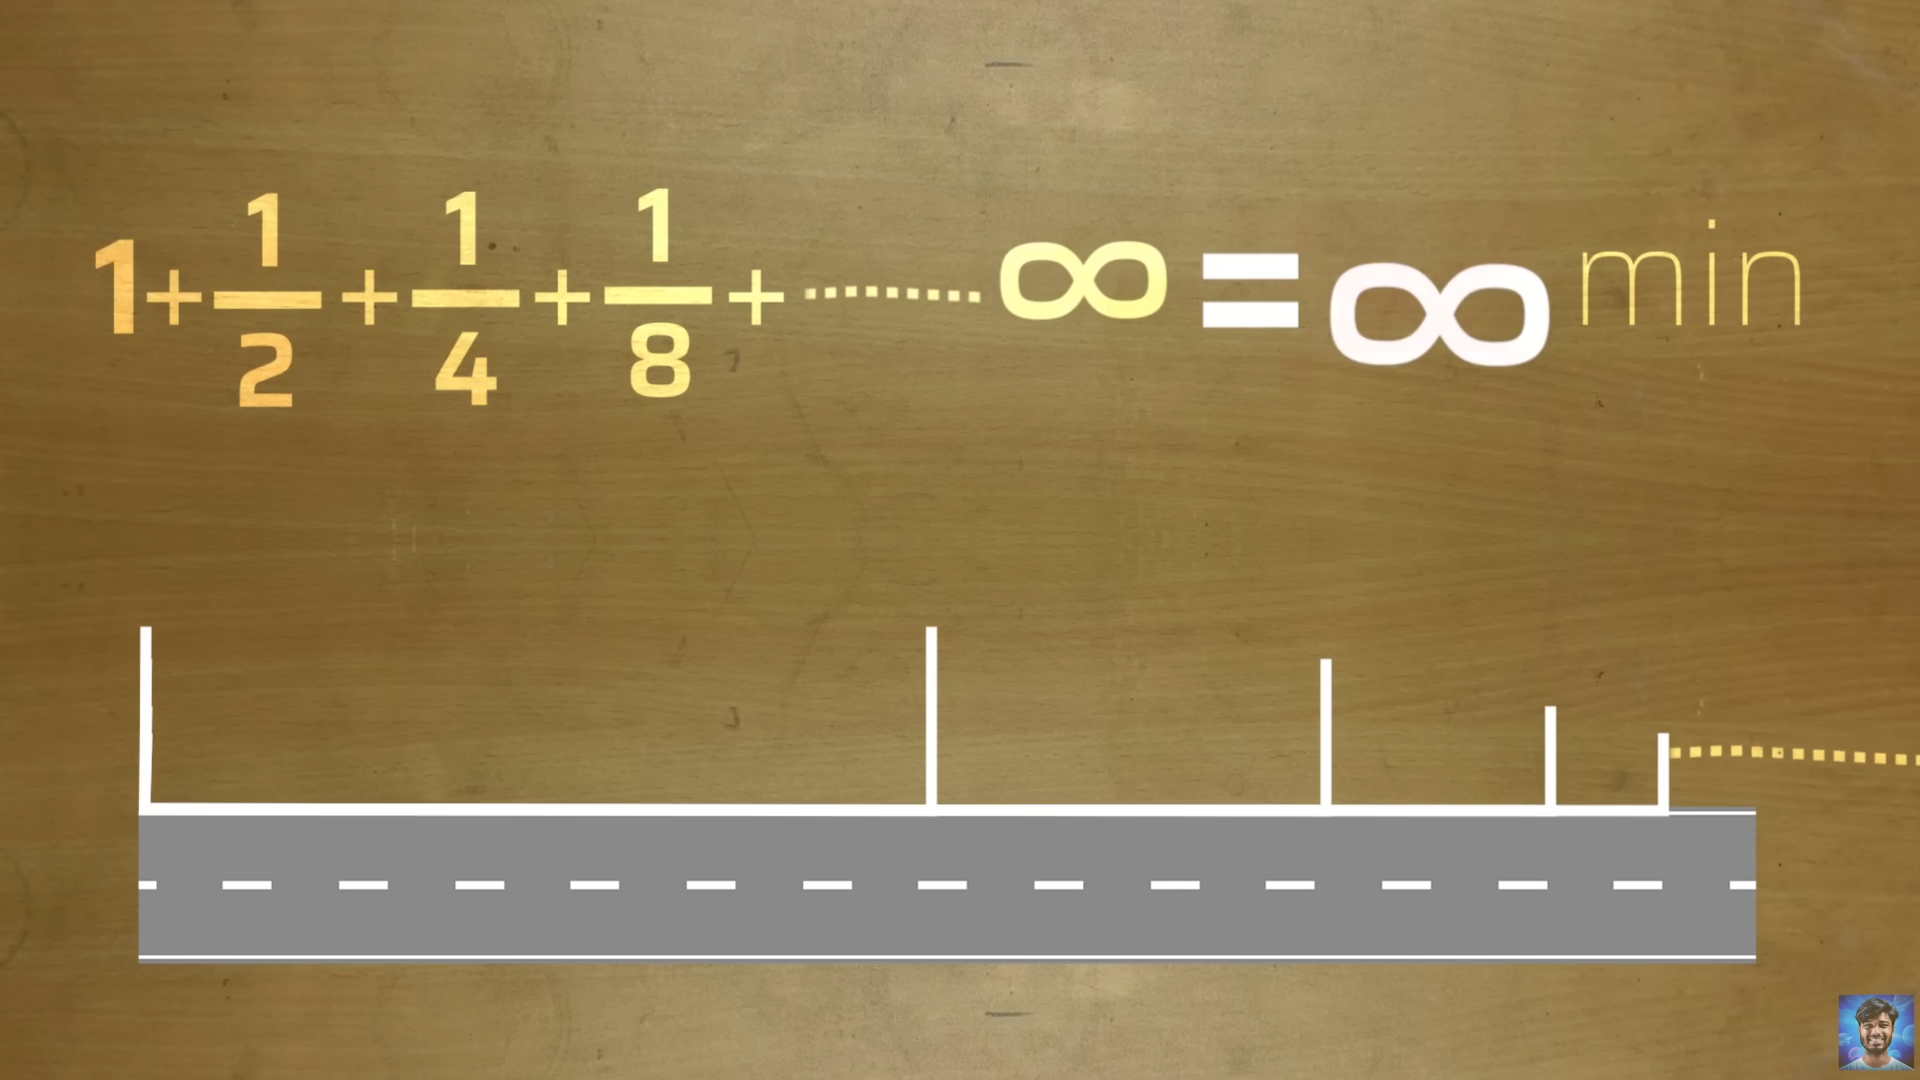 1 + 1/2 + 1/4 + 1/8 + ......... ∞ = ∞ min